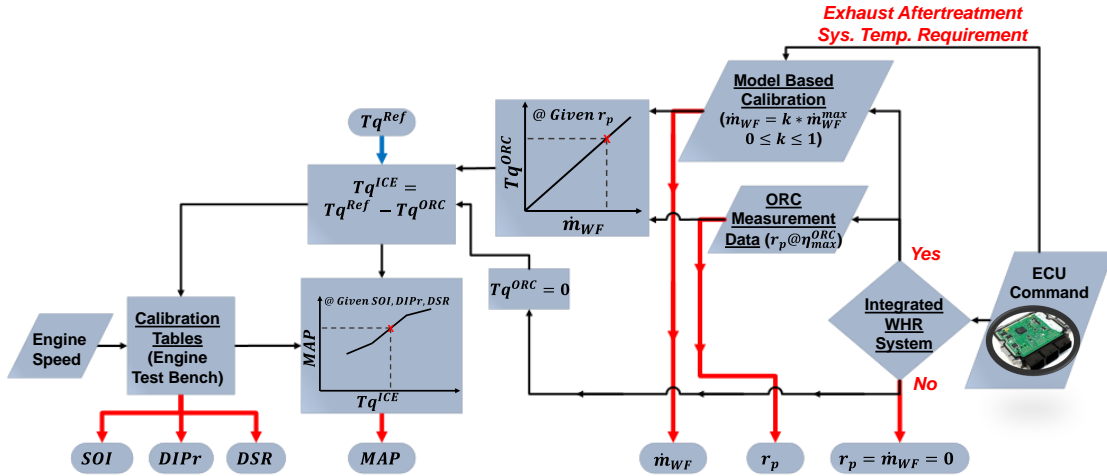 Exhaust Aftertreatment
Sys. Temp. Requirement
Model Based
Calibration
(ṁ_WF = k * ṁ_WF^max
0 ≤ k ≤ 1)
@ Given r_p
Tq^ORC
ṁ_WF
Tq^Ref
Tq^ICE =
Tq^Ref − Tq^ORC
ORC
Measurement
Data (r_p@η_max^ORC)
Yes
ECU
Command
Integrated
WHR
System
No
Tq^ORC = 0
@ Given SOI, DIPr, DSR
MAP
Tq^ICE
Engine
Speed
Calibration
Tables
(Engine
Test Bench)
SOI
DIPr
DSR
MAP
ṁ_WF
r_p
r_p = ṁ_WF = 0